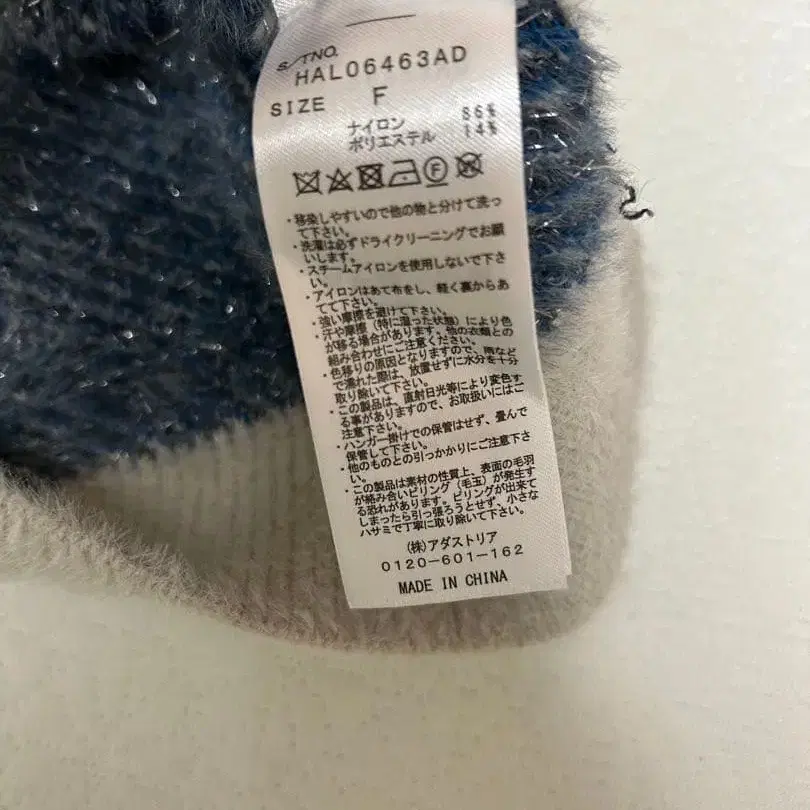 S/TNO.
HAL06463AD
SIZE F
ナイロン 86%
ポリエステル 14%
・移染しやすいので他の物と分けて洗っ
て下さい。
・洗濯は必ずドライクリーニングでお願
いします。
・スチームアイロンを使用しないで下さ
い。
・アイロンはあて布をし、軽く裏からあ
てて下さい。
・強い摩擦を避けて下さい。
・汗や摩擦（特に湿った状態）により色
が移る場合があります。他の衣類との
組み合わせにご注意ください。
・色移りの原因となりますので、雨など
で濡れた際は、放置せずに水分を十分
取り除いて下さい。
・この製品は、直射日光等により変色す
る事がありますので、お取扱いにはご
注意下さい。
・ハンガー掛けでの保管はせず、畳んで
保管して下さい。
・他のものとの引っかかりにご注意下さ
い。
・この製品は素材の性質上、表面の毛羽
が絡み合いピリング（毛玉）が発生す
る恐れがあります。ピリングが出来て
しまったら引っ張ろうとせず、小さな
ハサミで丁寧に取り除いて下さい。
（株）アダストリア
0120-601-162
MADE IN CHINA